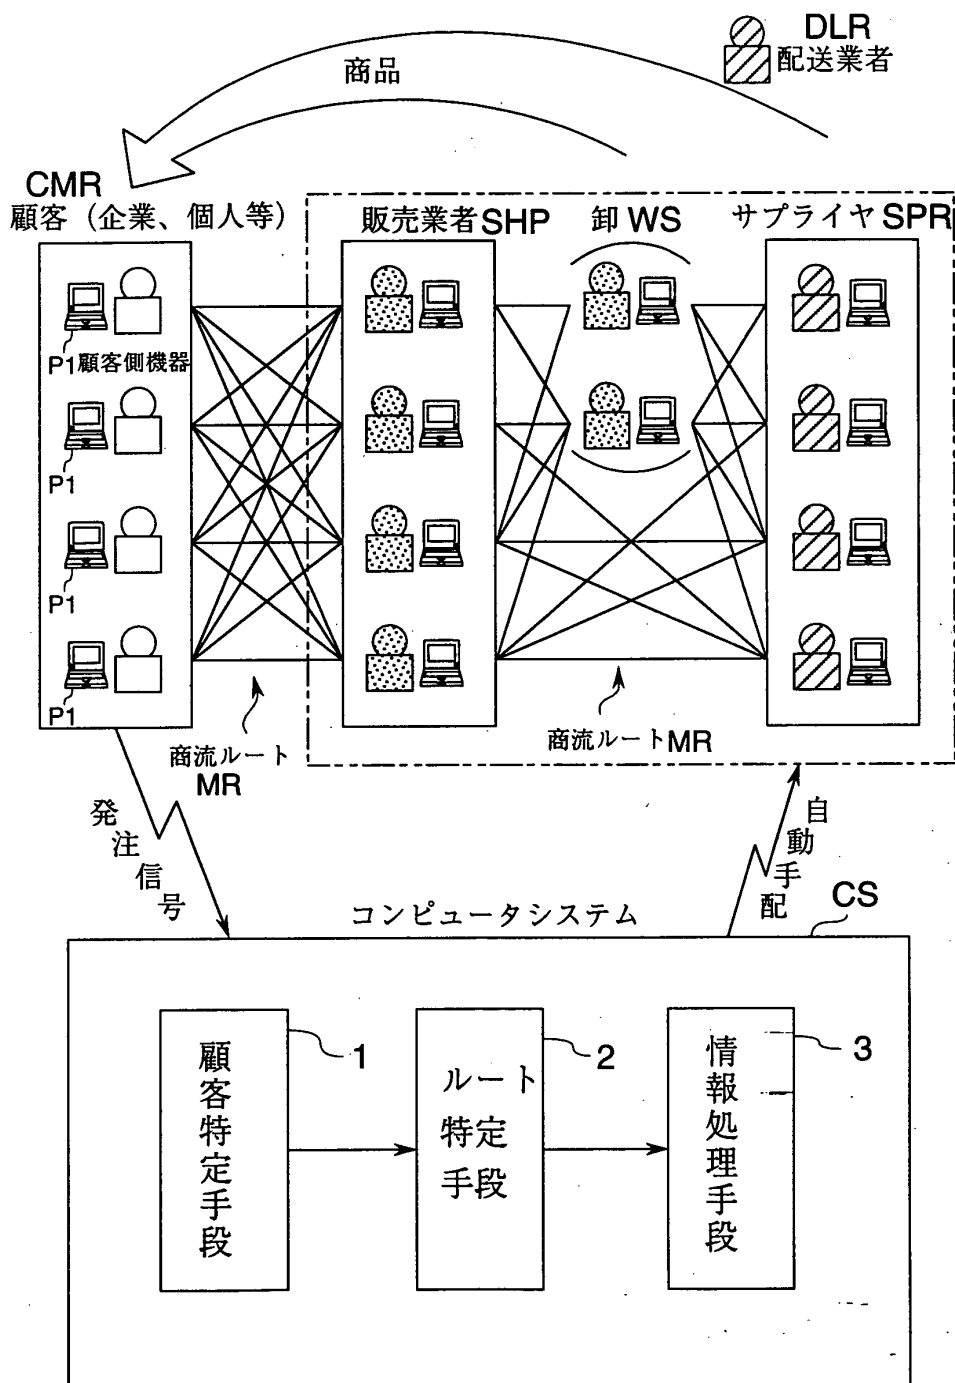 DLR
配送業者
商品
CMR
顧客（企業、個人等）
販売業者SHP
卸WS
サプライヤSPR
P1顧客側機器
P1
P1
P1
商流ルート
MR
商流ルートMR
発注信号
自動手配
コンピュータシステム
CS
顧客特定手段
1
ルート
特定
手段
2
情報処理手段
3